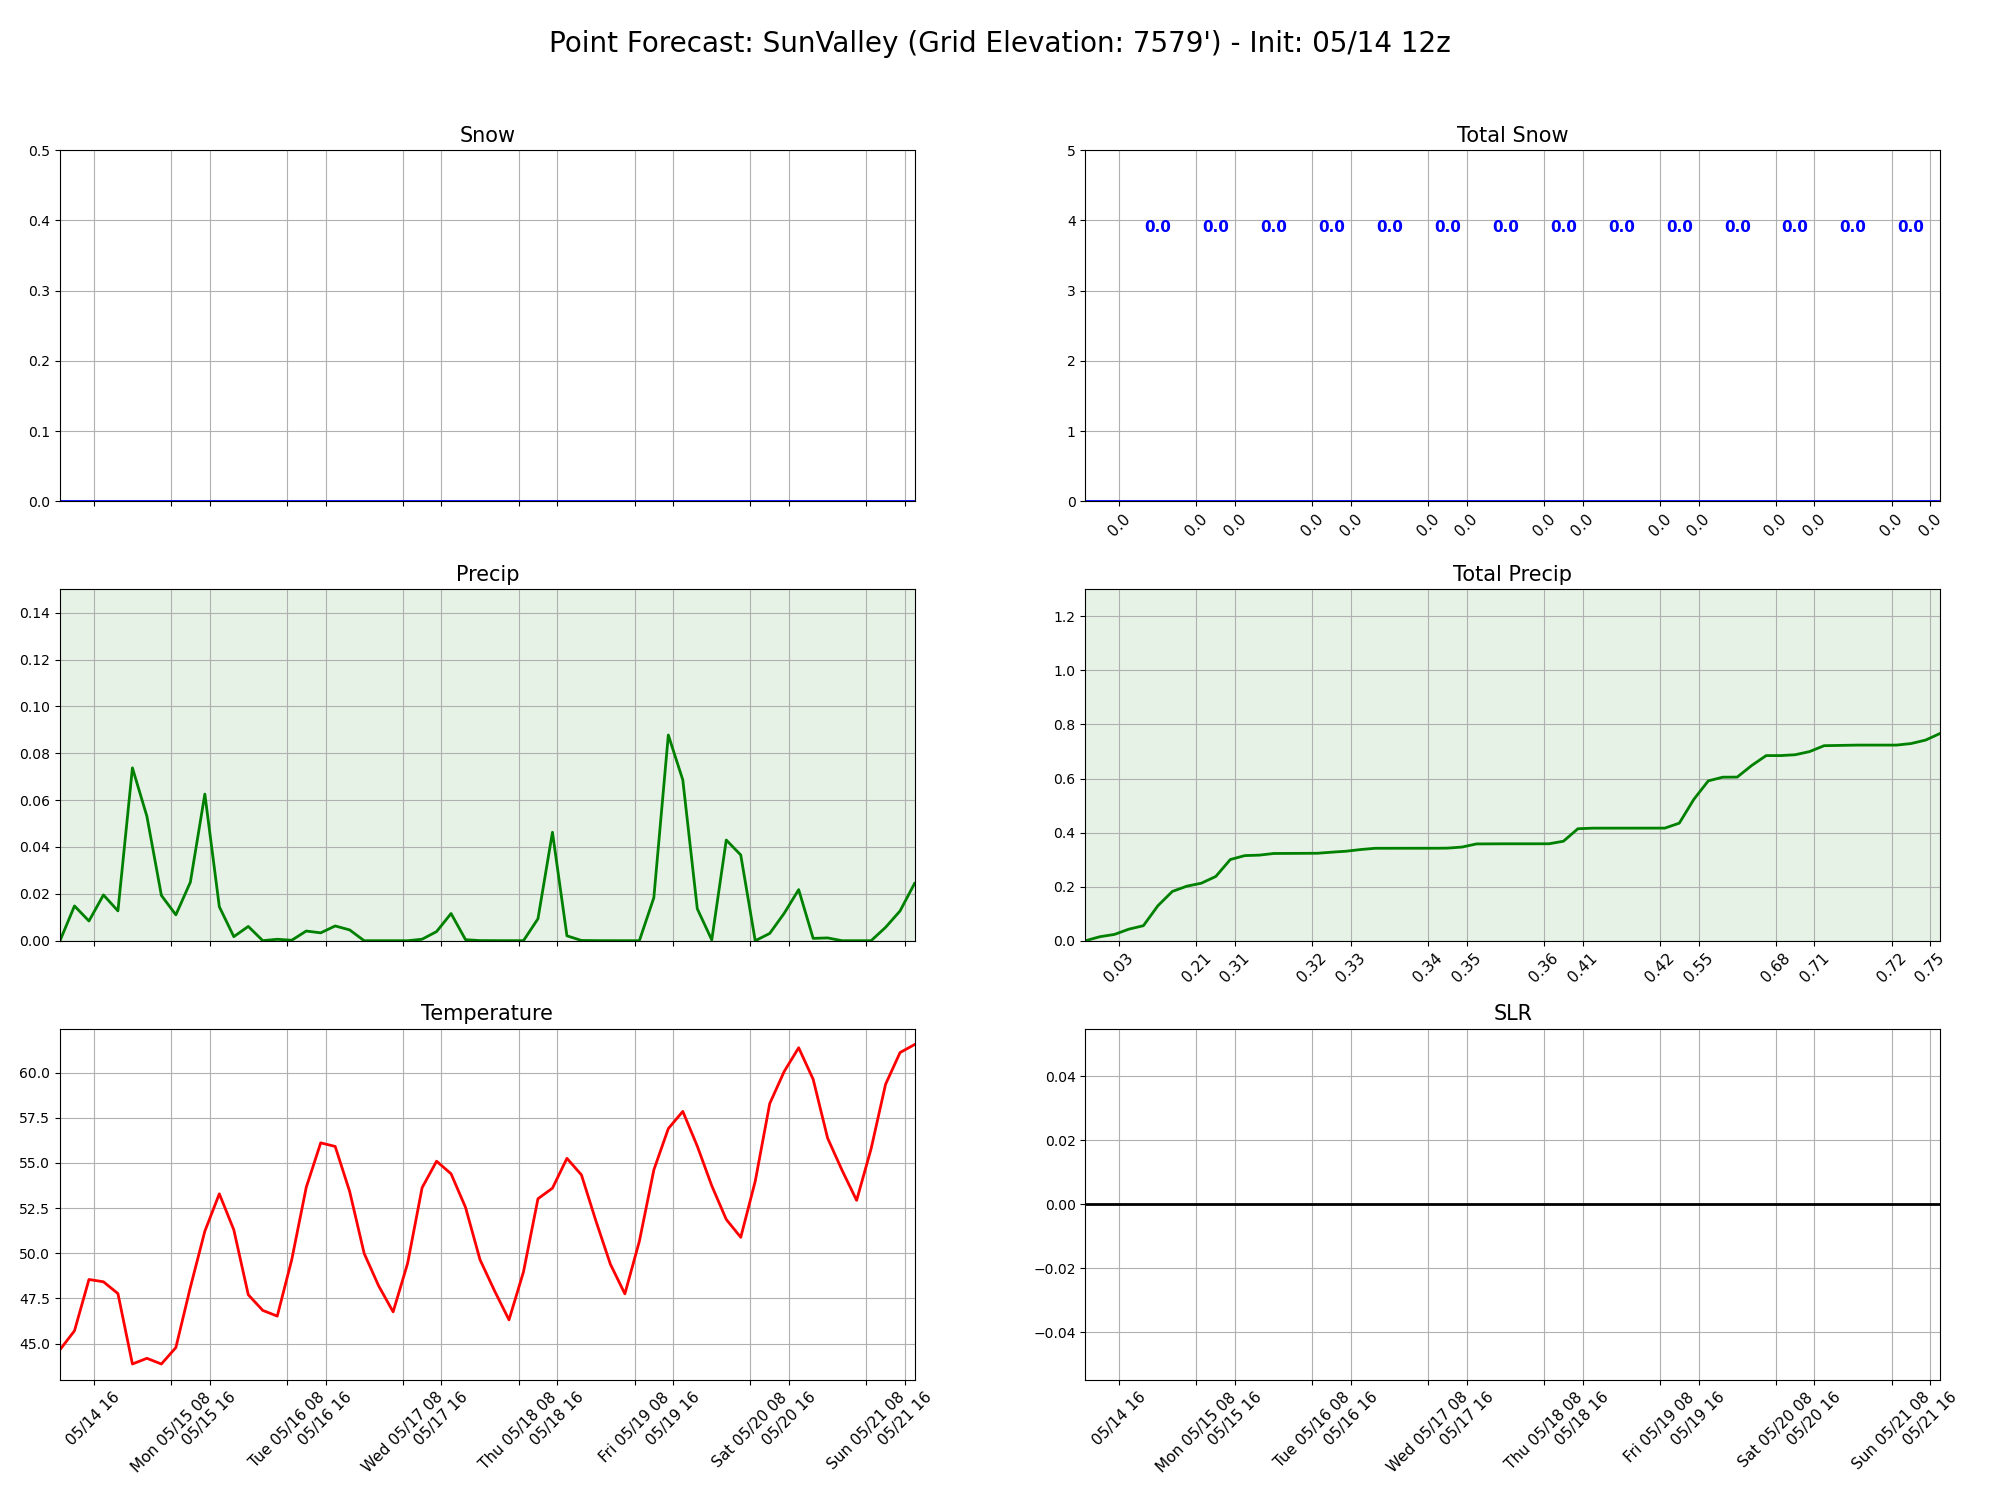 Point Forecast: SunValley (Grid Elevation: 7579') - Init: 05/14 12z
Snow
0.5
0.4
0.3
0.2
0.1
0.0
Total Snow
5
4
3
2
1
0
0.0 0.0 0.0 0.0 0.0 0.0 0.0 0.0 0.0 0.0 0.0 0.0 0.0 0.0
0.0 0.0 0.0 0.0 0.0 0.0 0.0 0.0 0.0 0.0 0.0 0.0 0.0 0.0 0.0
Precip
0.14
0.12
0.10
0.08
0.06
0.04
0.02
0.00
Total Precip
1.2
1.0
0.8
0.6
0.4
0.2
0.0
0.03 0.21 0.31 0.32 0.33 0.34 0.35 0.36 0.41 0.42 0.55 0.68 0.71 0.72 0.75
Temperature
60.0
57.5
55.0
52.5
50.0
47.5
45.0
05/14 16
Mon 05/15 08
05/15 16
Tue 05/16 08
05/16 16
Wed 05/17 08
05/17 16
Thu 05/18 08
05/18 16
Fri 05/19 08
05/19 16
Sat 05/20 08
05/20 16
Sun 05/21 08
05/21 16
SLR
0.04
0.02
0.00
−0.02
−0.04
05/14 16
Mon 05/15 08
05/15 16
Tue 05/16 08
05/16 16
Wed 05/17 08
05/17 16
Thu 05/18 08
05/18 16
Fri 05/19 08
05/19 16
Sat 05/20 08
05/20 16
Sun 05/21 08
05/21 16